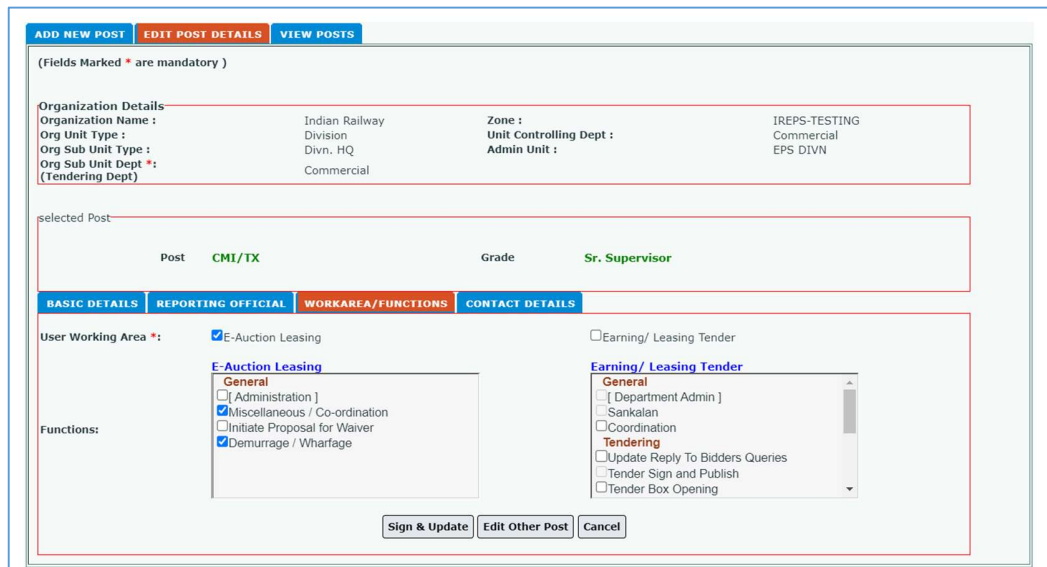 ADD NEW POST EDIT POST DETAILS VIEW POSTS
(Fields Marked * are mandatory )
Organization Details
Organization Name : Indian Railway Zone : IREPS-TESTING
Org Unit Type : Division Unit Controlling Dept : Commercial
Org Sub Unit Type : Divn. HQ Admin Unit : EPS DIVN
Org Sub Unit Dept *:
(Tendering Dept) Commercial
selected Post
Post CMI/TX Grade Sr. Supervisor
BASIC DETAILS REPORTING OFFICIAL WORKAREA/FUNCTIONS CONTACT DETAILS
User Working Area *: E-Auction Leasing Earning/ Leasing Tender
Functions:
E-Auction Leasing
General
[ Administration ]
Miscellaneous / Co-ordination
Initiate Proposal for Waiver
Demurrage / Wharfage
Earning/ Leasing Tender
General
[ Department Admin ]
Sankalan
Coordination
Tendering
Update Reply To Bidders Queries
Tender Sign and Publish
Tender Box Opening
Sign & Update Edit Other Post Cancel